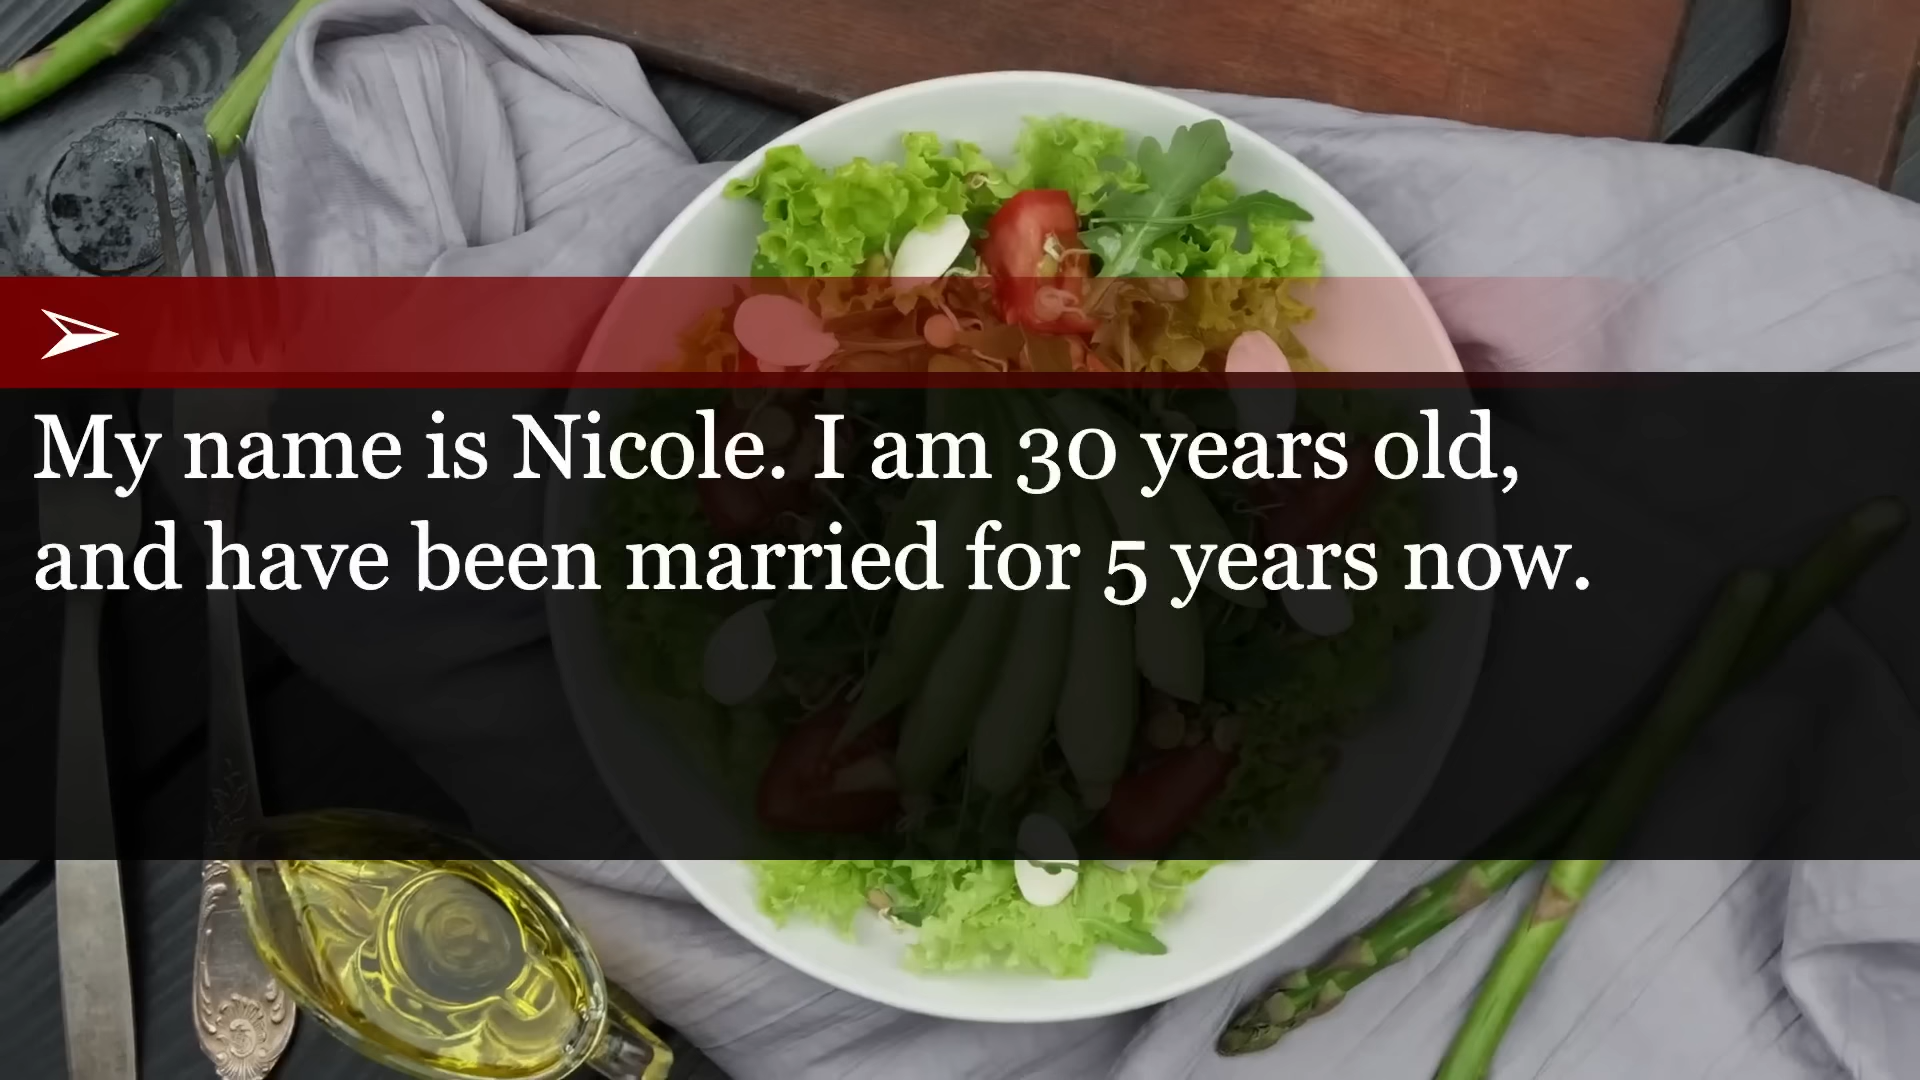 My name is Nicole. I am 30 years old,
and have been married for 5 years now.